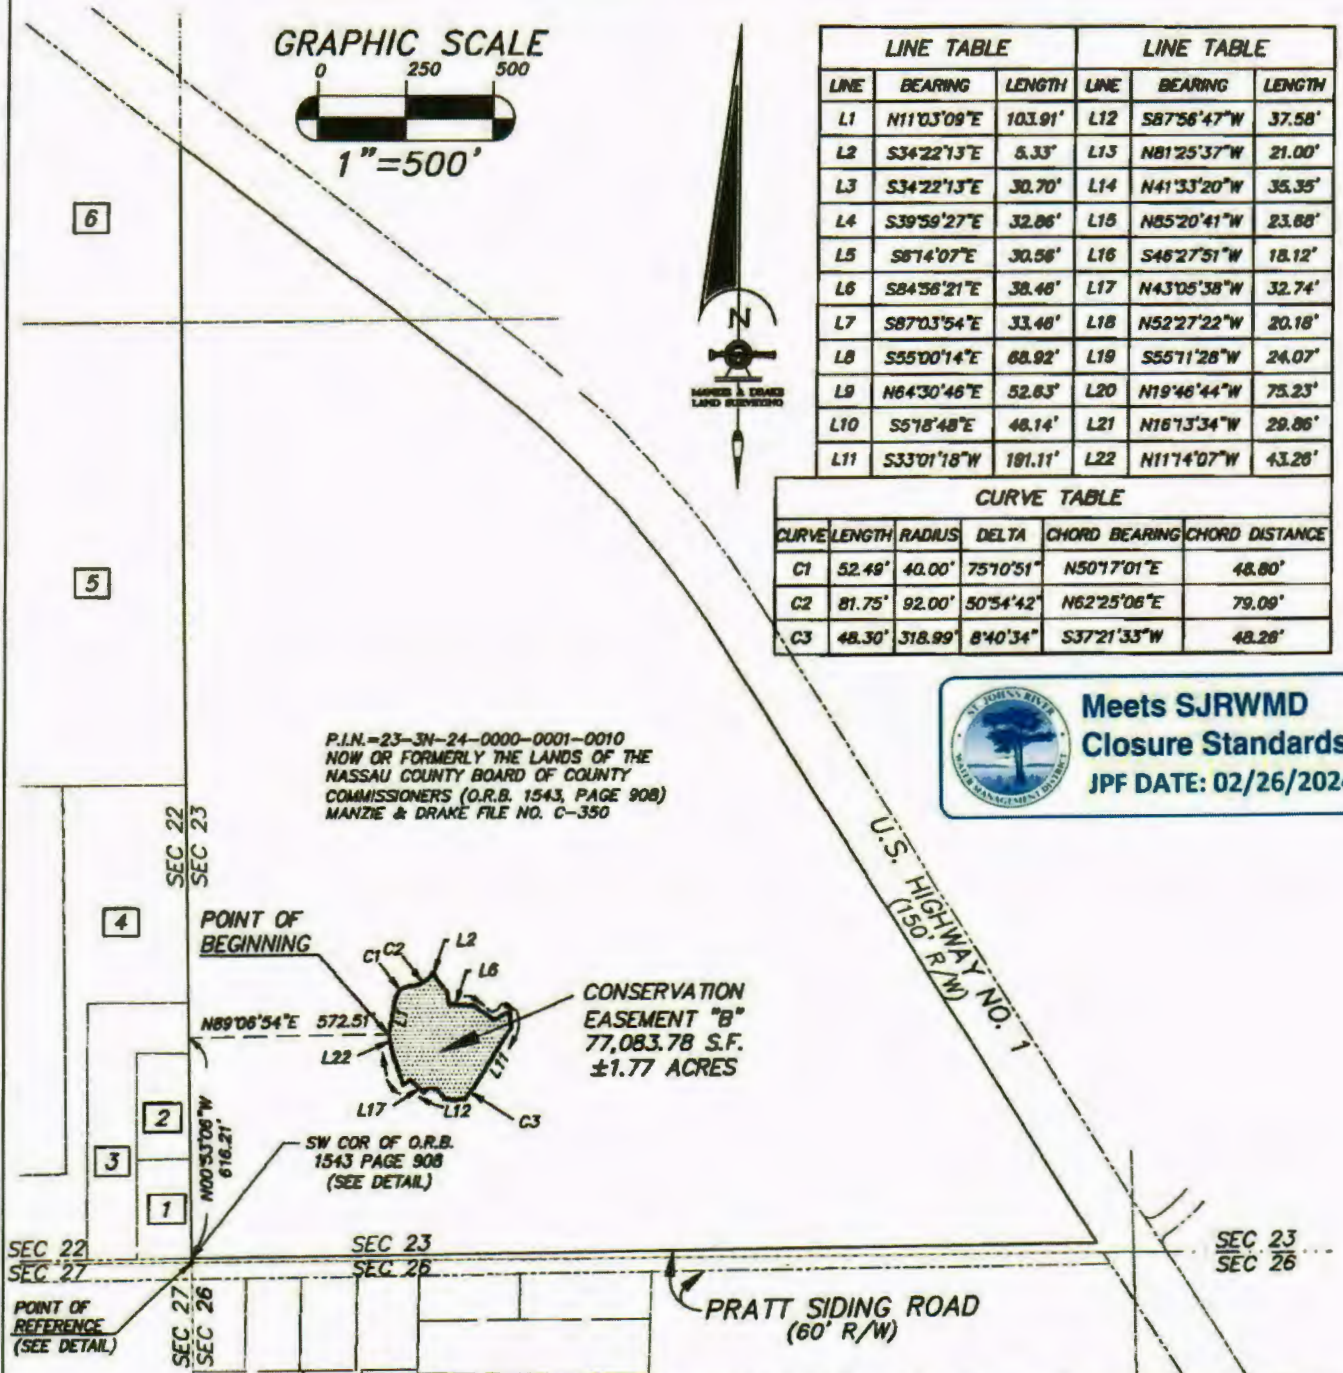 GRAPHIC SCALE
0 250 500
1"=500'
N
MANZIE & DRAKE
LAND SURVEYING
LINE TABLE LINE TABLE
LINE BEARING LENGTH LINE BEARING LENGTH
L1 N11°03'09"E 103.91' L12 S87°56'47"W 37.58'
L2 S34°22'13"E 6.33' L13 N81°25'37"W 21.00'
L3 S34°22'13"E 30.70' L14 N41°33'20"W 35.35'
L4 S39°59'27"E 32.86' L15 N85°20'41"W 23.68'
L5 S6°14'07"E 30.56' L16 S46°27'51"W 18.12'
L6 S84°56'21"E 38.46' L17 N43°05'38"W 32.74'
L7 S87°03'54"E 33.46' L18 N52°27'22"W 20.18'
L8 S55°00'14"E 68.92' L19 S55°11'28"W 24.07'
L9 N64°30'46"E 52.63' L20 N19°46'44"W 75.23'
L10 S5°18'48"E 46.14' L21 N16°13'34"W 29.86'
L11 S33°01'18"W 191.11' L22 N11°14'07"W 43.26'
CURVE TABLE
CURVE LENGTH RADIUS DELTA CHORD BEARING CHORD DISTANCE
C1 52.49' 40.00' 75°10'51" N50°17'01"E 48.80'
C2 81.75' 92.00' 50°54'42" N62°25'06"E 79.09'
C3 48.30' 318.99' 8°40'34" S37°21'33"W 48.26'
ST. JOHNS RIVER
WATER MANAGEMENT DISTRICT
Meets SJRWMD
Closure Standards
JPF DATE: 02/26/2024
6
5
P.I.N.=23-3N-24-0000-0001-0010
NOW OR FORMERLY THE LANDS OF THE
NASSAU COUNTY BOARD OF COUNTY
COMMISSIONERS (O.R.B. 1543, PAGE 908)
MANZIE & DRAKE FILE NO. C-350
SEC 22
SEC 23
U.S. HIGHWAY NO. 1
(150' R/W)
4
POINT OF
BEGINNING
C1 C2 L2
L6
L1
N89°06'54"E 572.51'
L22
CONSERVATION
EASEMENT "B"
77,083.78 S.F.
±1.77 ACRES
L11
L17 L12 C3
2
3
1
N00°53'06"W
616.21'
SW COR OF O.R.B.
1543 PAGE 908
(SEE DETAIL)
SEC 22
SEC 27
SEC 23
SEC 26
SEC 23
SEC 26
POINT OF
REFERENCE
(SEE DETAIL)
SEC 27
SEC 26
PRATT SIDING ROAD
(60' R/W)